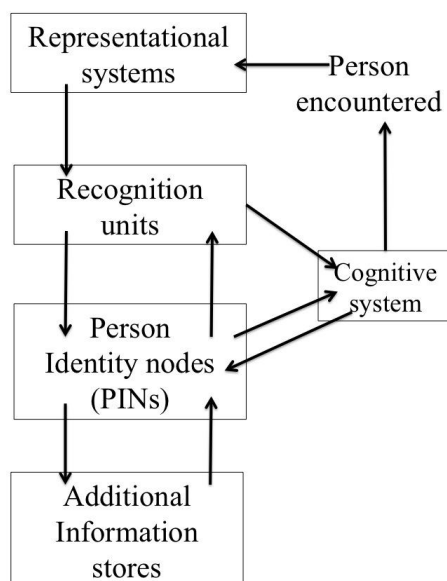 Representational
systems
Person
encountered
Recognition
units
Cognitive
system
Person
Identity nodes
(PINs)
Additional
Information
stores